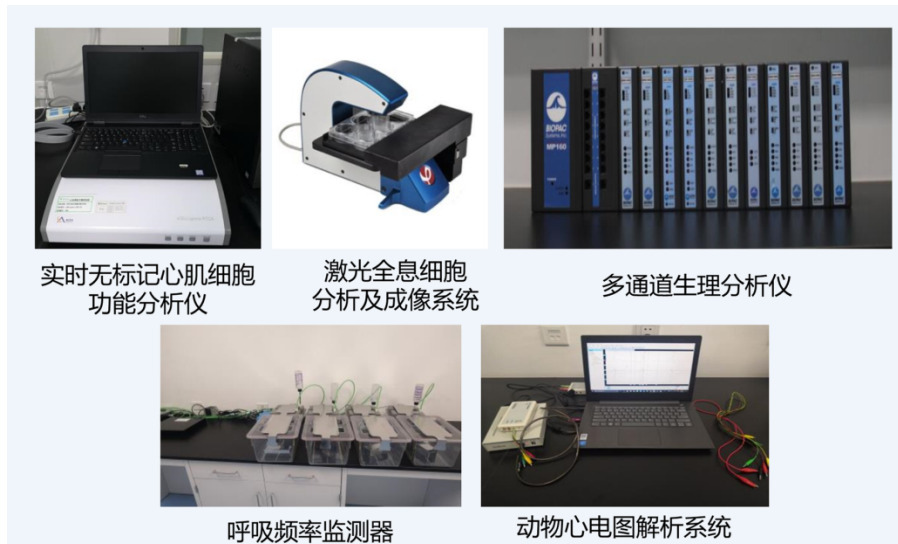 BIOPAC
Systems, Inc.
MP160
实时无标记心肌细胞
功能分析仪
激光全息细胞
分析及成像系统
多通道生理分析仪
呼吸频率监测器
动物心电图解析系统